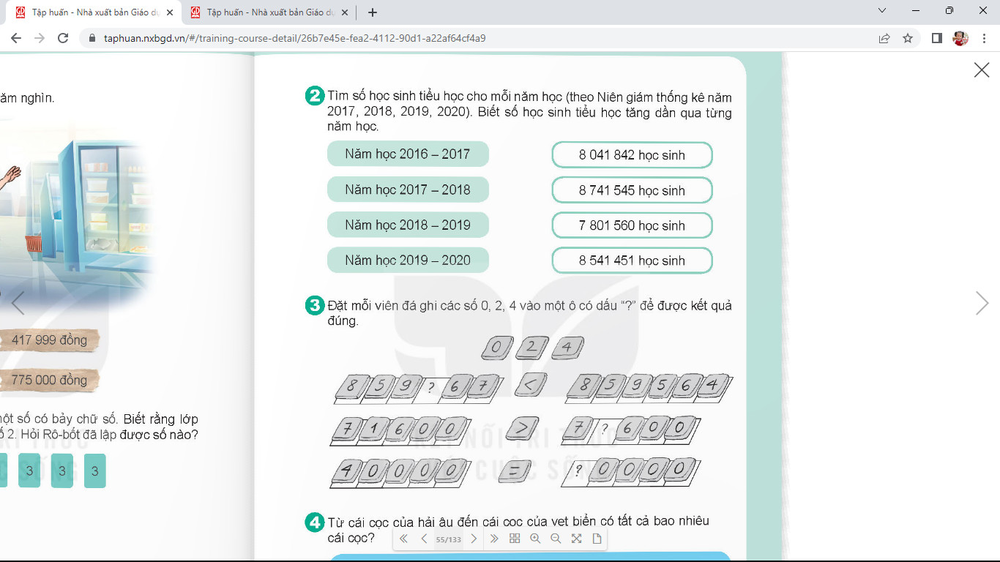 Tập huấn - Nhà xuất bản Giáo dụ
Tập huấn - Nhà xuất bản Giáo dụ
taphuan.nxbgd.vn/#/training-course-detail/26b7e45e-fea2-4112-90d1-a22af64cf4a9
ăm nghìn.
417 999 đồng
775 000 đồng
một số có bảy chữ số. Biết rằng lớp
ố 2. Hỏi Rô-bốt đã lập được số nào?
3 3 3
2 Tìm số học sinh tiểu học cho mỗi năm học (theo Niên giám thống kê năm
2017, 2018, 2019, 2020). Biết số học sinh tiểu học tăng dần qua từng
năm học.
Năm học 2016 – 2017 8 041 842 học sinh
Năm học 2017 – 2018 8 741 545 học sinh
Năm học 2018 – 2019 7 801 560 học sinh
Năm học 2019 – 2020 8 541 451 học sinh
3 Đặt mỗi viên đá ghi các số 0, 2, 4 vào một ô có dấu “?” để được kết quả
đúng.
0 2 4
8 5 9 ? 6 7 < 8 5 9 5 6 4
7 1 6 0 0 > 7 ? 6 0 0
4 0 0 0 0 = ? 0 0 0 0
KẾT NỐI TRI THỨC
VỚI CUỘC SỐNG
4 Từ cái cọc của hải âu đến cái cọc của vẹt biển có tất cả bao nhiêu
cái cọc?
55/133